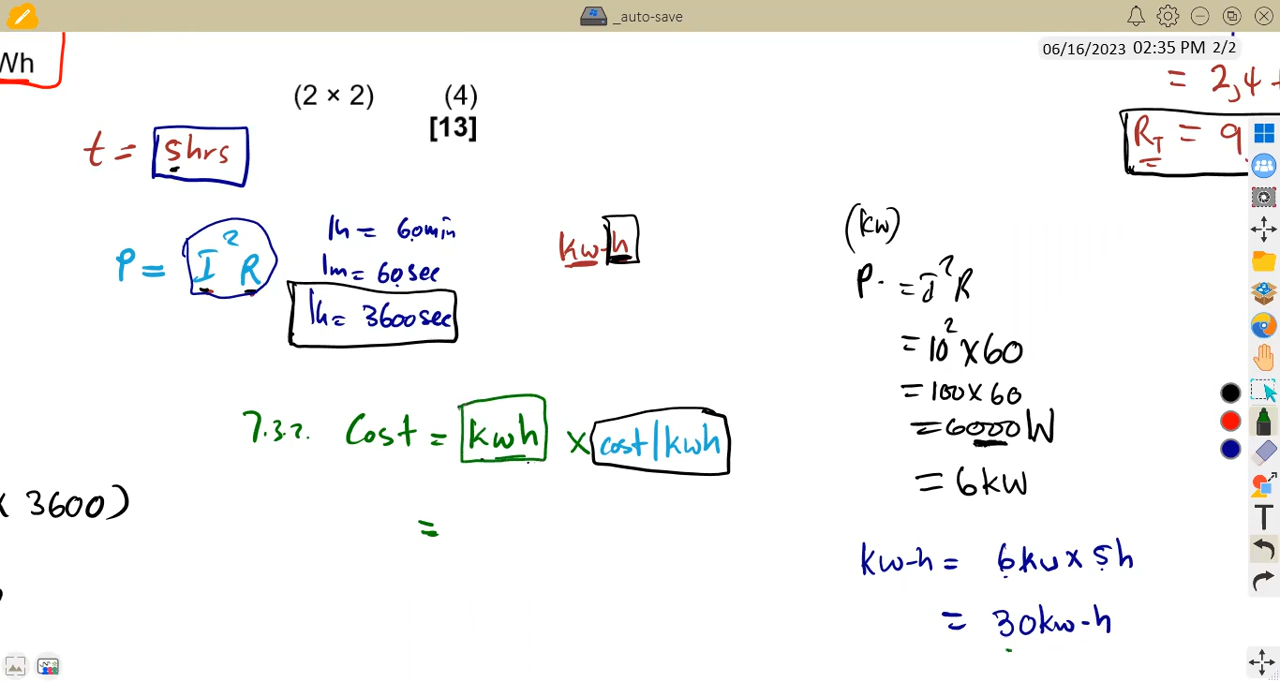 _auto-save
06/16/2023 02:35 PM 2/2
Wh
(2 × 2) (4)
[13]
= 2,4
R_T = 9
t = 5hrs
P = I²R
1h = 60min
1m = 60sec
1h = 3600sec
kw-h
(kw)
P. = I²R
= 10² × 60
= 100 × 60
= 6000W
= 6kW
7.3.2. Cost = kwh × cost/kwh
× 3600)
=
kw-h = 6kw × 5h
= 30kw-h
T